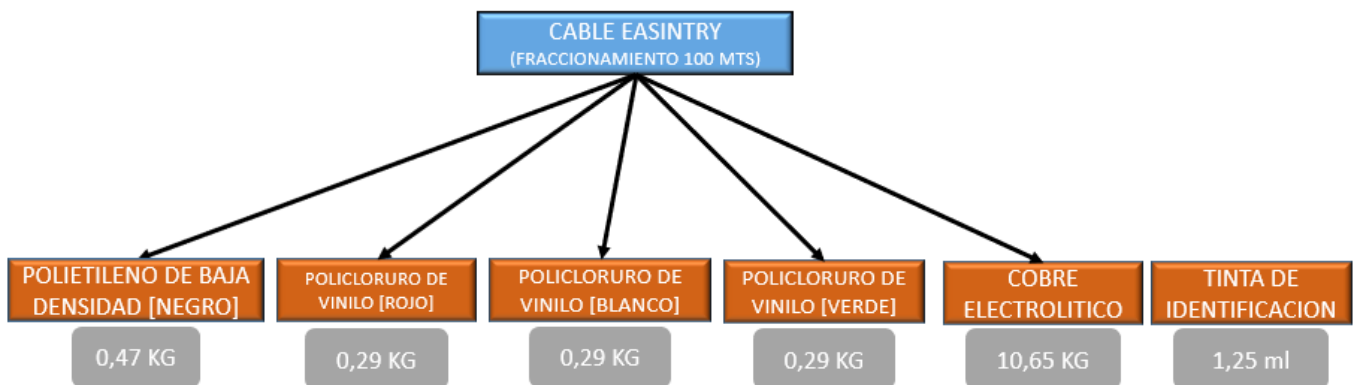 CABLE EASINTRY
(FRACCIONAMIENTO 100 MTS)
POLIETILENO DE BAJA
DENSIDAD [NEGRO]
0,47 KG
POLICLORURO DE
VINILO [ROJO]
0,29 KG
POLICLORURO DE
VINILO [BLANCO]
0,29 KG
POLICLORURO DE
VINILO [VERDE]
0,29 KG
COBRE
ELECTROLITICO
10,65 KG
TINTA DE
IDENTIFICACION
1,25 ml